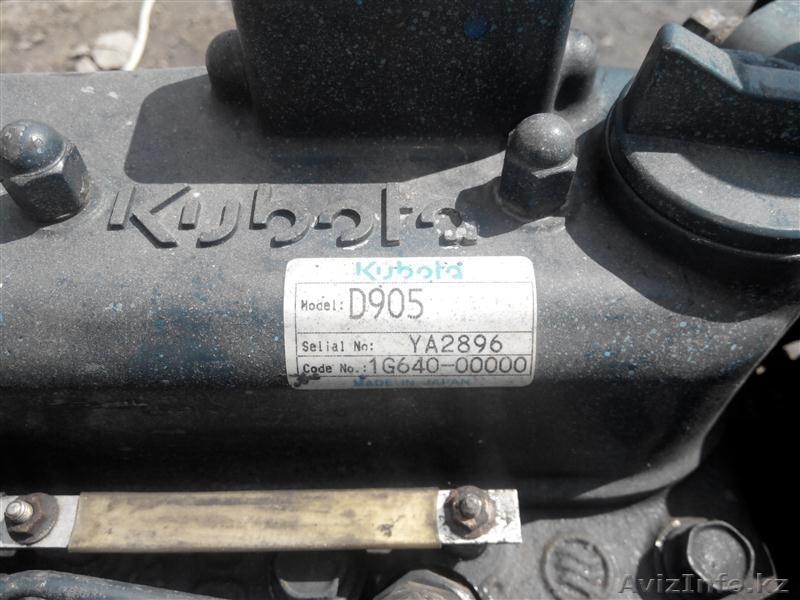 Kubota
Kubota
Model: D905
Selial No: YA2896
Code No.: 1G640-00000
MADE IN JAPAN
AvizInfo.kz